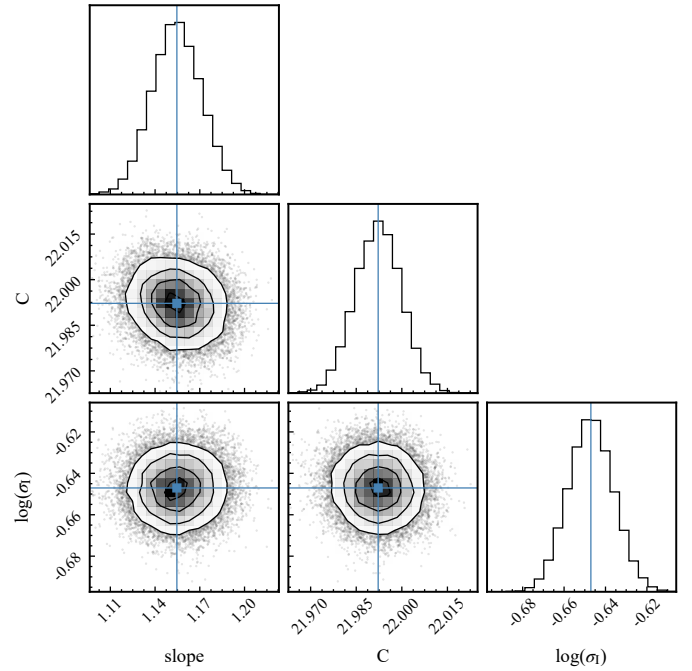 22.015
22.000
21.985
21.970
C
-0.62
-0.64
-0.66
-0.68
log(σ₁)
1.11 1.14 1.17 1.20
21.970 21.985 22.000 22.015
-0.68 -0.66 -0.64 -0.62
slope C log(σ₁)